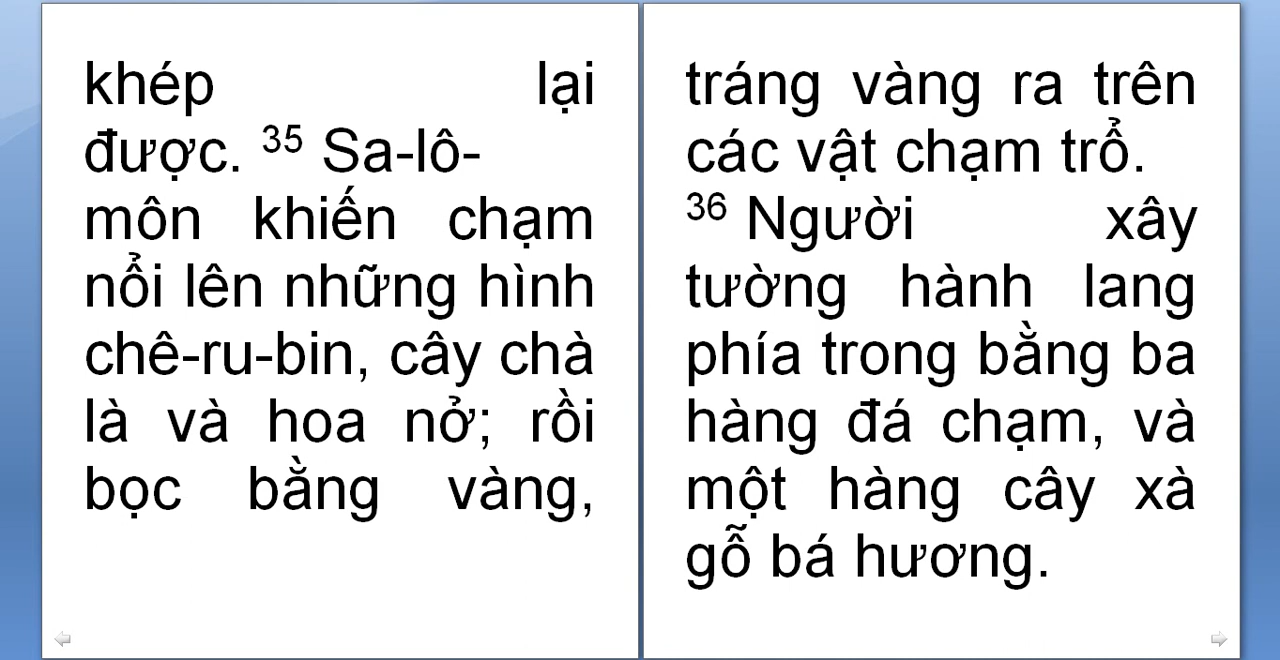 khép lại
được. 35 Sa-lô-
môn khiến chạm
nổi lên những hình
chê-ru-bin, cây chà
là và hoa nở; rồi
bọc bằng vàng,
tráng vàng ra trên
các vật chạm trổ.
36 Người xây
tường hành lang
phía trong bằng ba
hàng đá chạm, và
một hàng cây xà
gỗ bá hương.